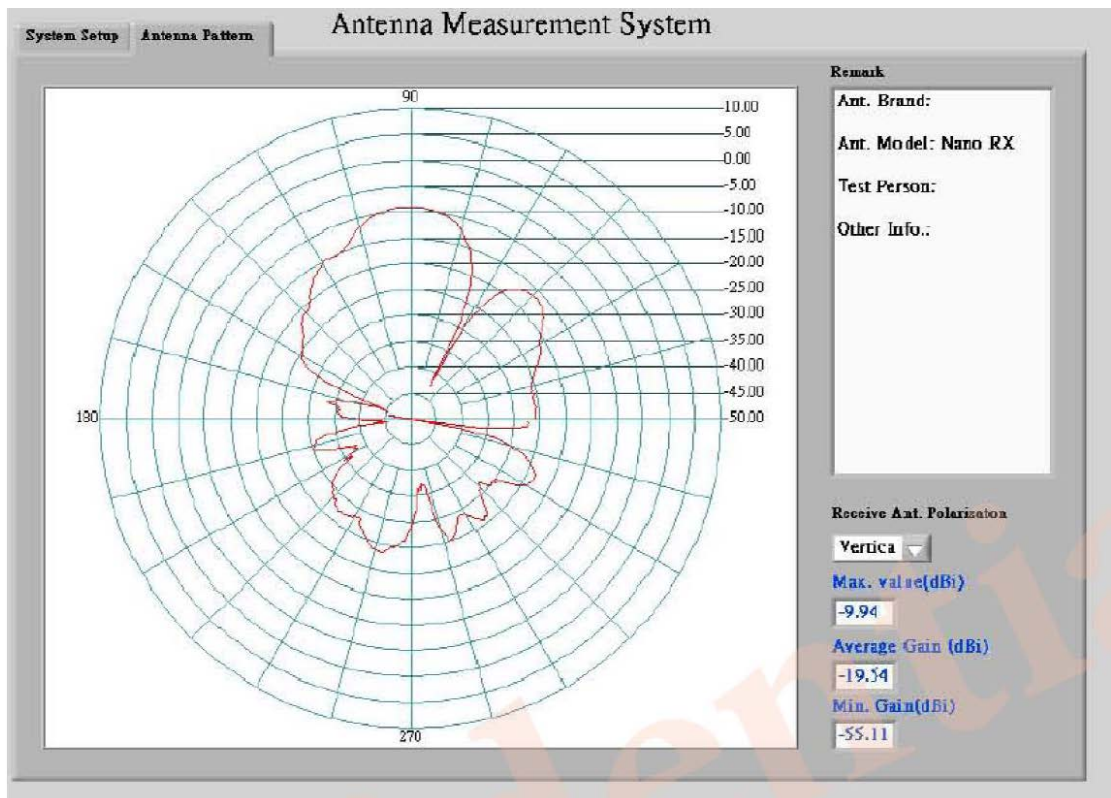 Antenna Measurement System
System Setup
Antenna Pattern
90
10.00
5.00
0.00
-5.00
-10.00
-15.00
-20.00
-25.00
-30.00
-35.00
-40.00
-45.00
-50.00
180
270
Remark
Ant. Brand:
Ant. Model: Nano RX
Test Person:
Other Info.:
Receive Ant. Polarizaton
Vertica
Max. value(dBi)
-9.94
Average Gain (dBi)
-19.54
Min. Gain(dBi)
-55.11